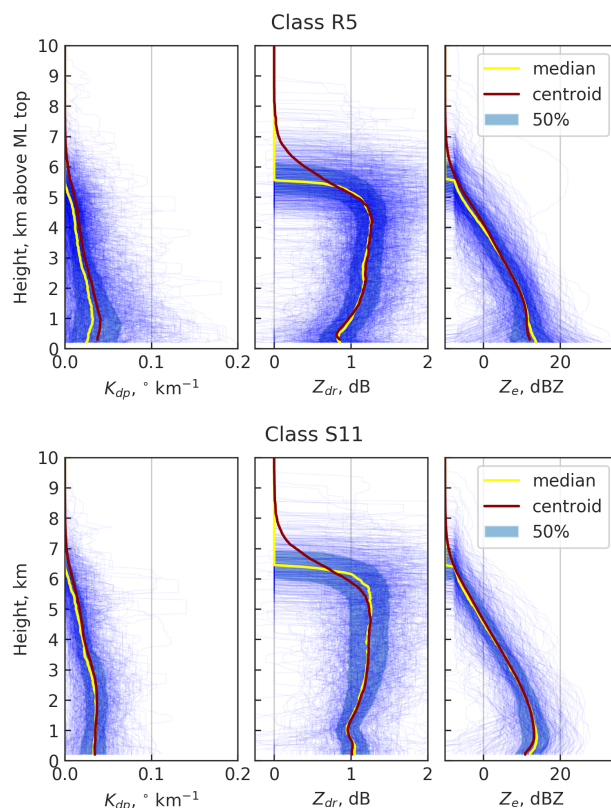 Class R5
Height, km above ML top
10
9
8
7
6
5
4
3
2
1
0
median
centroid
50%
0.0 0.1 0.2
0 1 2
0 20
K_dp, ° km⁻¹
Z_dr, dB
Z_e, dBZ
Class S11
Height, km
10
9
8
7
6
5
4
3
2
1
0
median
centroid
50%
0.0 0.1 0.2
0 1 2
0 20
K_dp, ° km⁻¹
Z_dr, dB
Z_e, dBZ